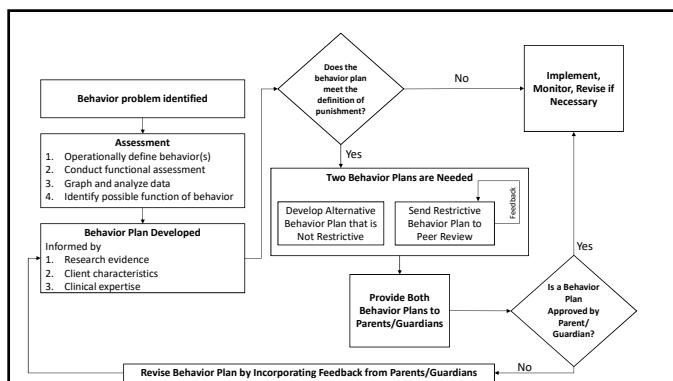 Behavior problem identified
Assessment
1. Operationally define behavior(s)
2. Conduct functional assessment
3. Graph and analyze data
4. Identify possible function of behavior
Behavior Plan Developed
Informed by
1. Research evidence
2. Client characteristics
3. Clinical expertise
Does the
behavior plan
meet the
definition of
punishment?
No
Implement,
Monitor, Revise if
Necessary
Yes
Two Behavior Plans are Needed
Develop Alternative
Behavior Plan that is
Not Restrictive
Send Restrictive
Behavior Plan to
Peer Review
Feedback
Provide Both
Behavior Plans to
Parents/Guardians
Is a Behavior
Plan
Approved by
Parent/
Guardian?
Yes
No
Revise Behavior Plan by Incorporating Feedback from Parents/Guardians